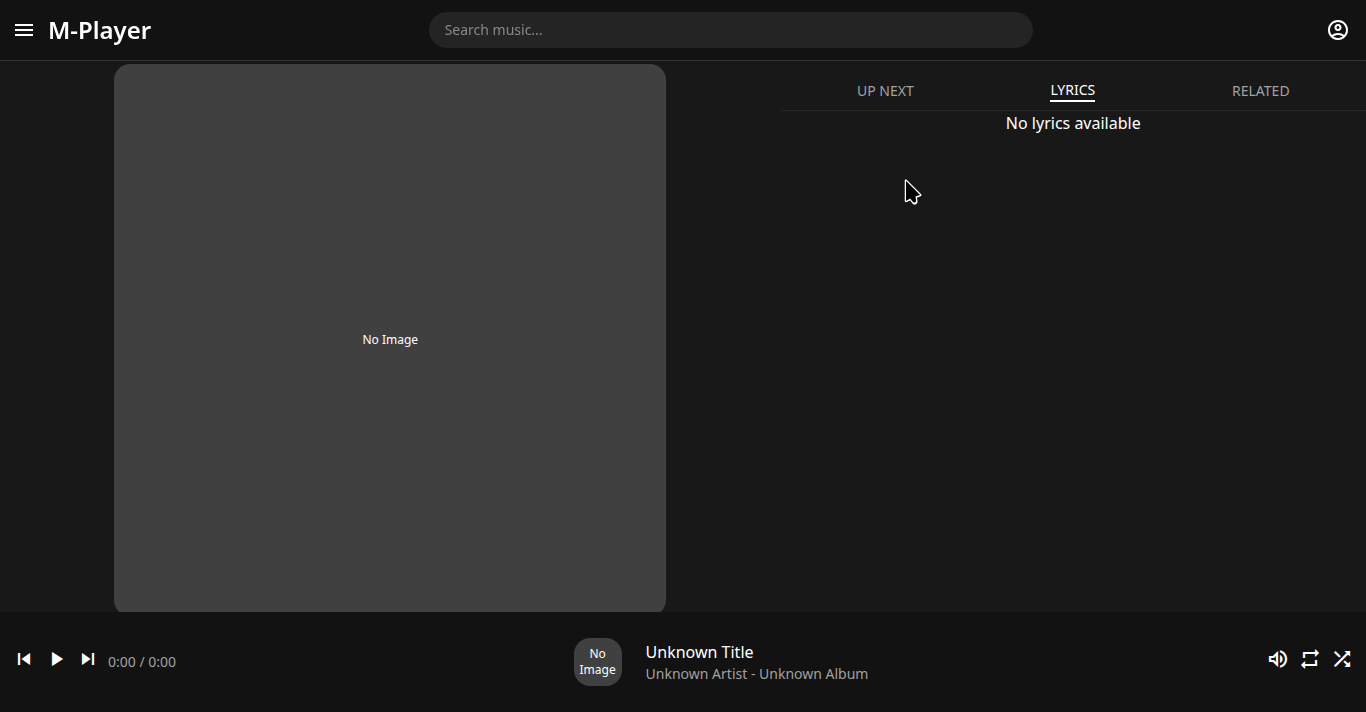 M-Player
Search music...
UP NEXT
LYRICS
RELATED
No lyrics available
No Image
0:00 / 0:00
No
Image
Unknown Title
Unknown Artist - Unknown Album